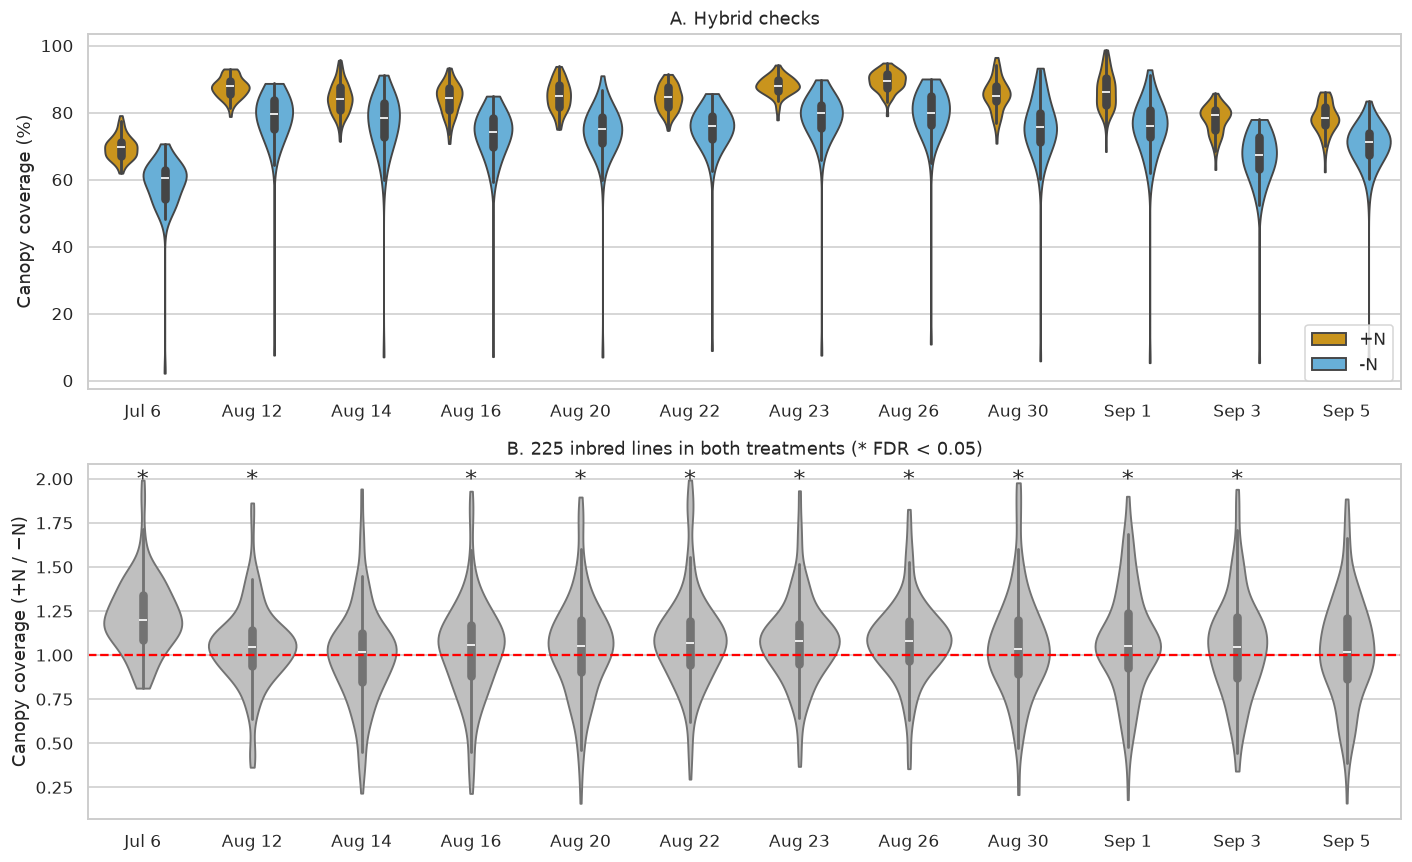 A. Hybrid checks
Canopy coverage (%)
100
80
60
40
20
0
+N
-N
Jul 6 Aug 12 Aug 14 Aug 16 Aug 20 Aug 22 Aug 23 Aug 26 Aug 30 Sep 1 Sep 3 Sep 5
B. 225 inbred lines in both treatments (* FDR < 0.05)
Canopy coverage (+N / −N)
* * * * * * * * * *
2.00
1.75
1.50
1.25
1.00
0.75
0.50
0.25
Jul 6 Aug 12 Aug 14 Aug 16 Aug 20 Aug 22 Aug 23 Aug 26 Aug 30 Sep 1 Sep 3 Sep 5